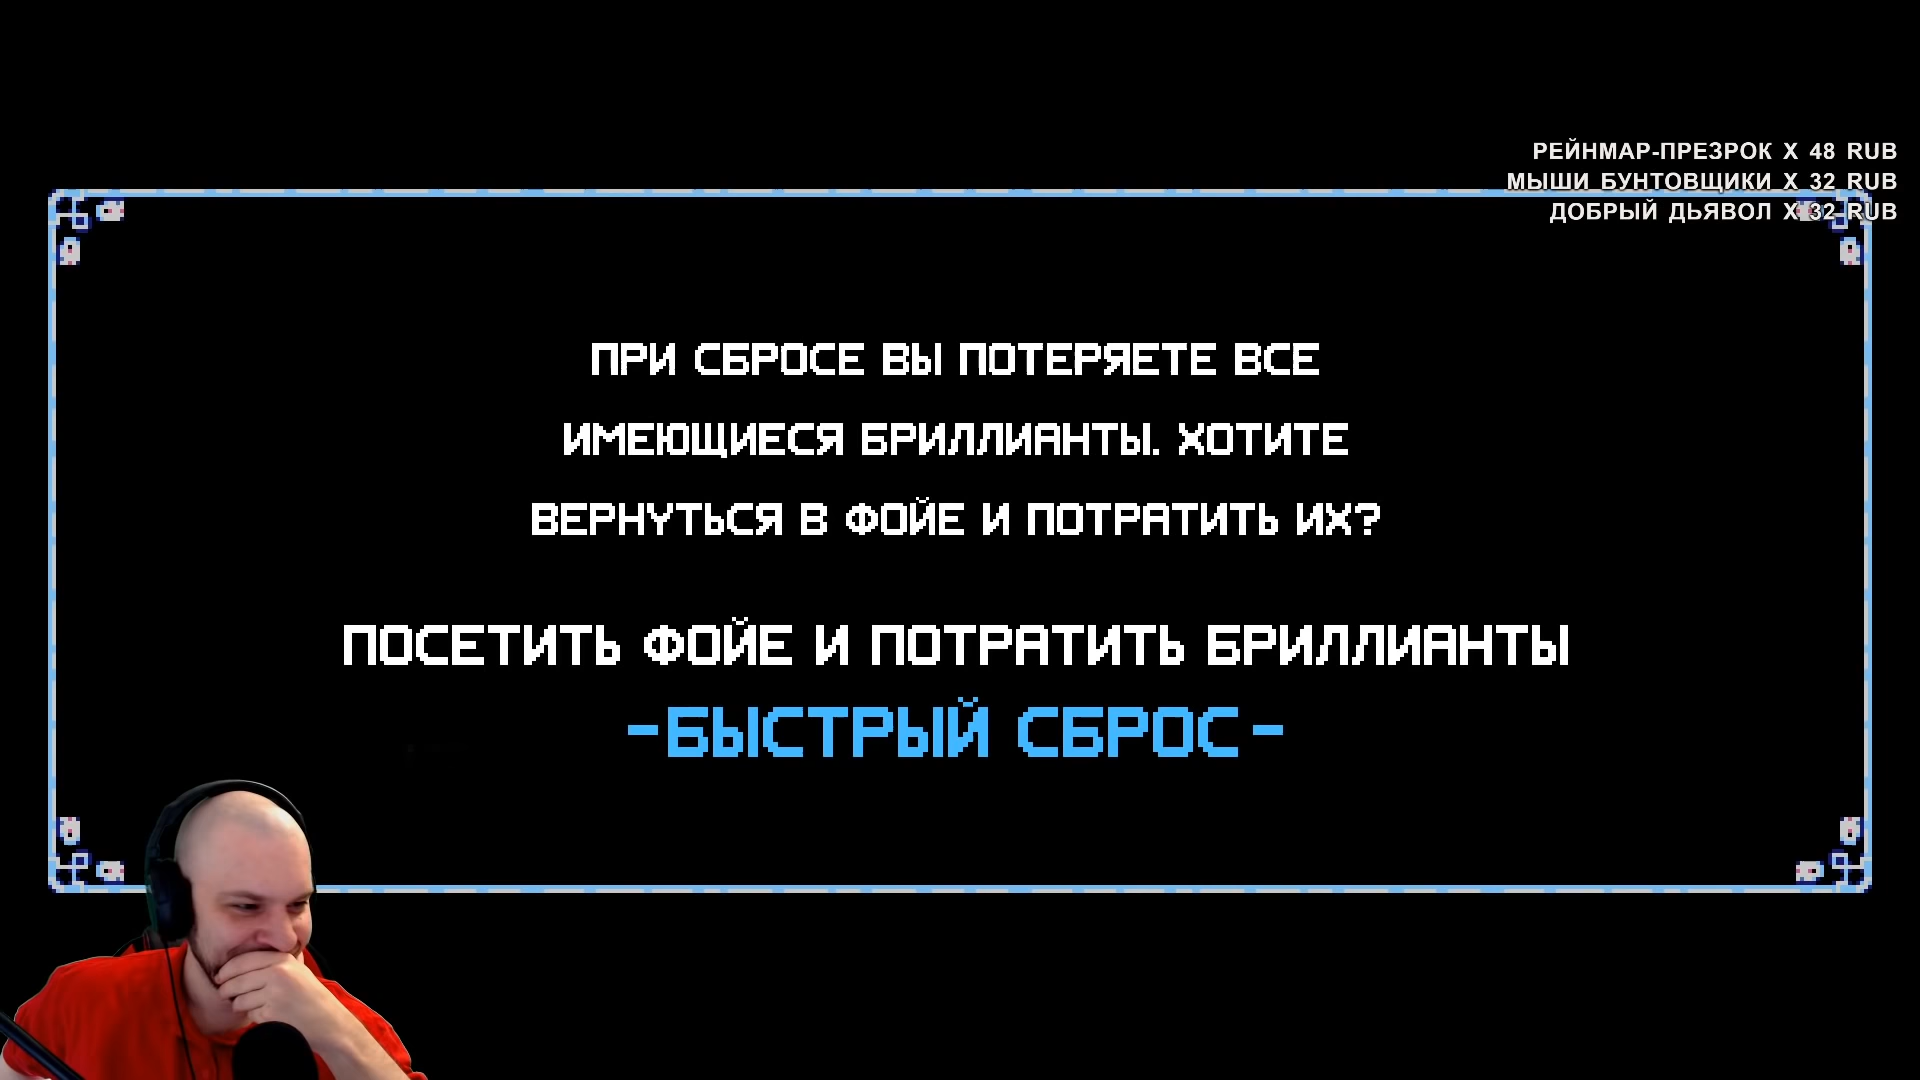 РЕЙНМАР-ПРЕЗРОК X 48 RUB
МЫШИ БУНТОВЩИКИ X 32 RUB
ДОБРЫЙ ДЬЯВОЛ X 32 RUB
ПРИ СБРОСЕ ВЫ ПОТЕРЯЕТЕ ВСЕ
ИМЕЮЩИЕСЯ БРИЛЛИАНТЫ. ХОТИТЕ
ВЕРНУТЬСЯ В ФОЙЕ И ПОТРАТИТЬ ИХ?
ПОСЕТИТЬ ФОЙЕ И ПОТРАТИТЬ БРИЛЛИАНТЫ
-БЫСТРЫЙ СБРОС-